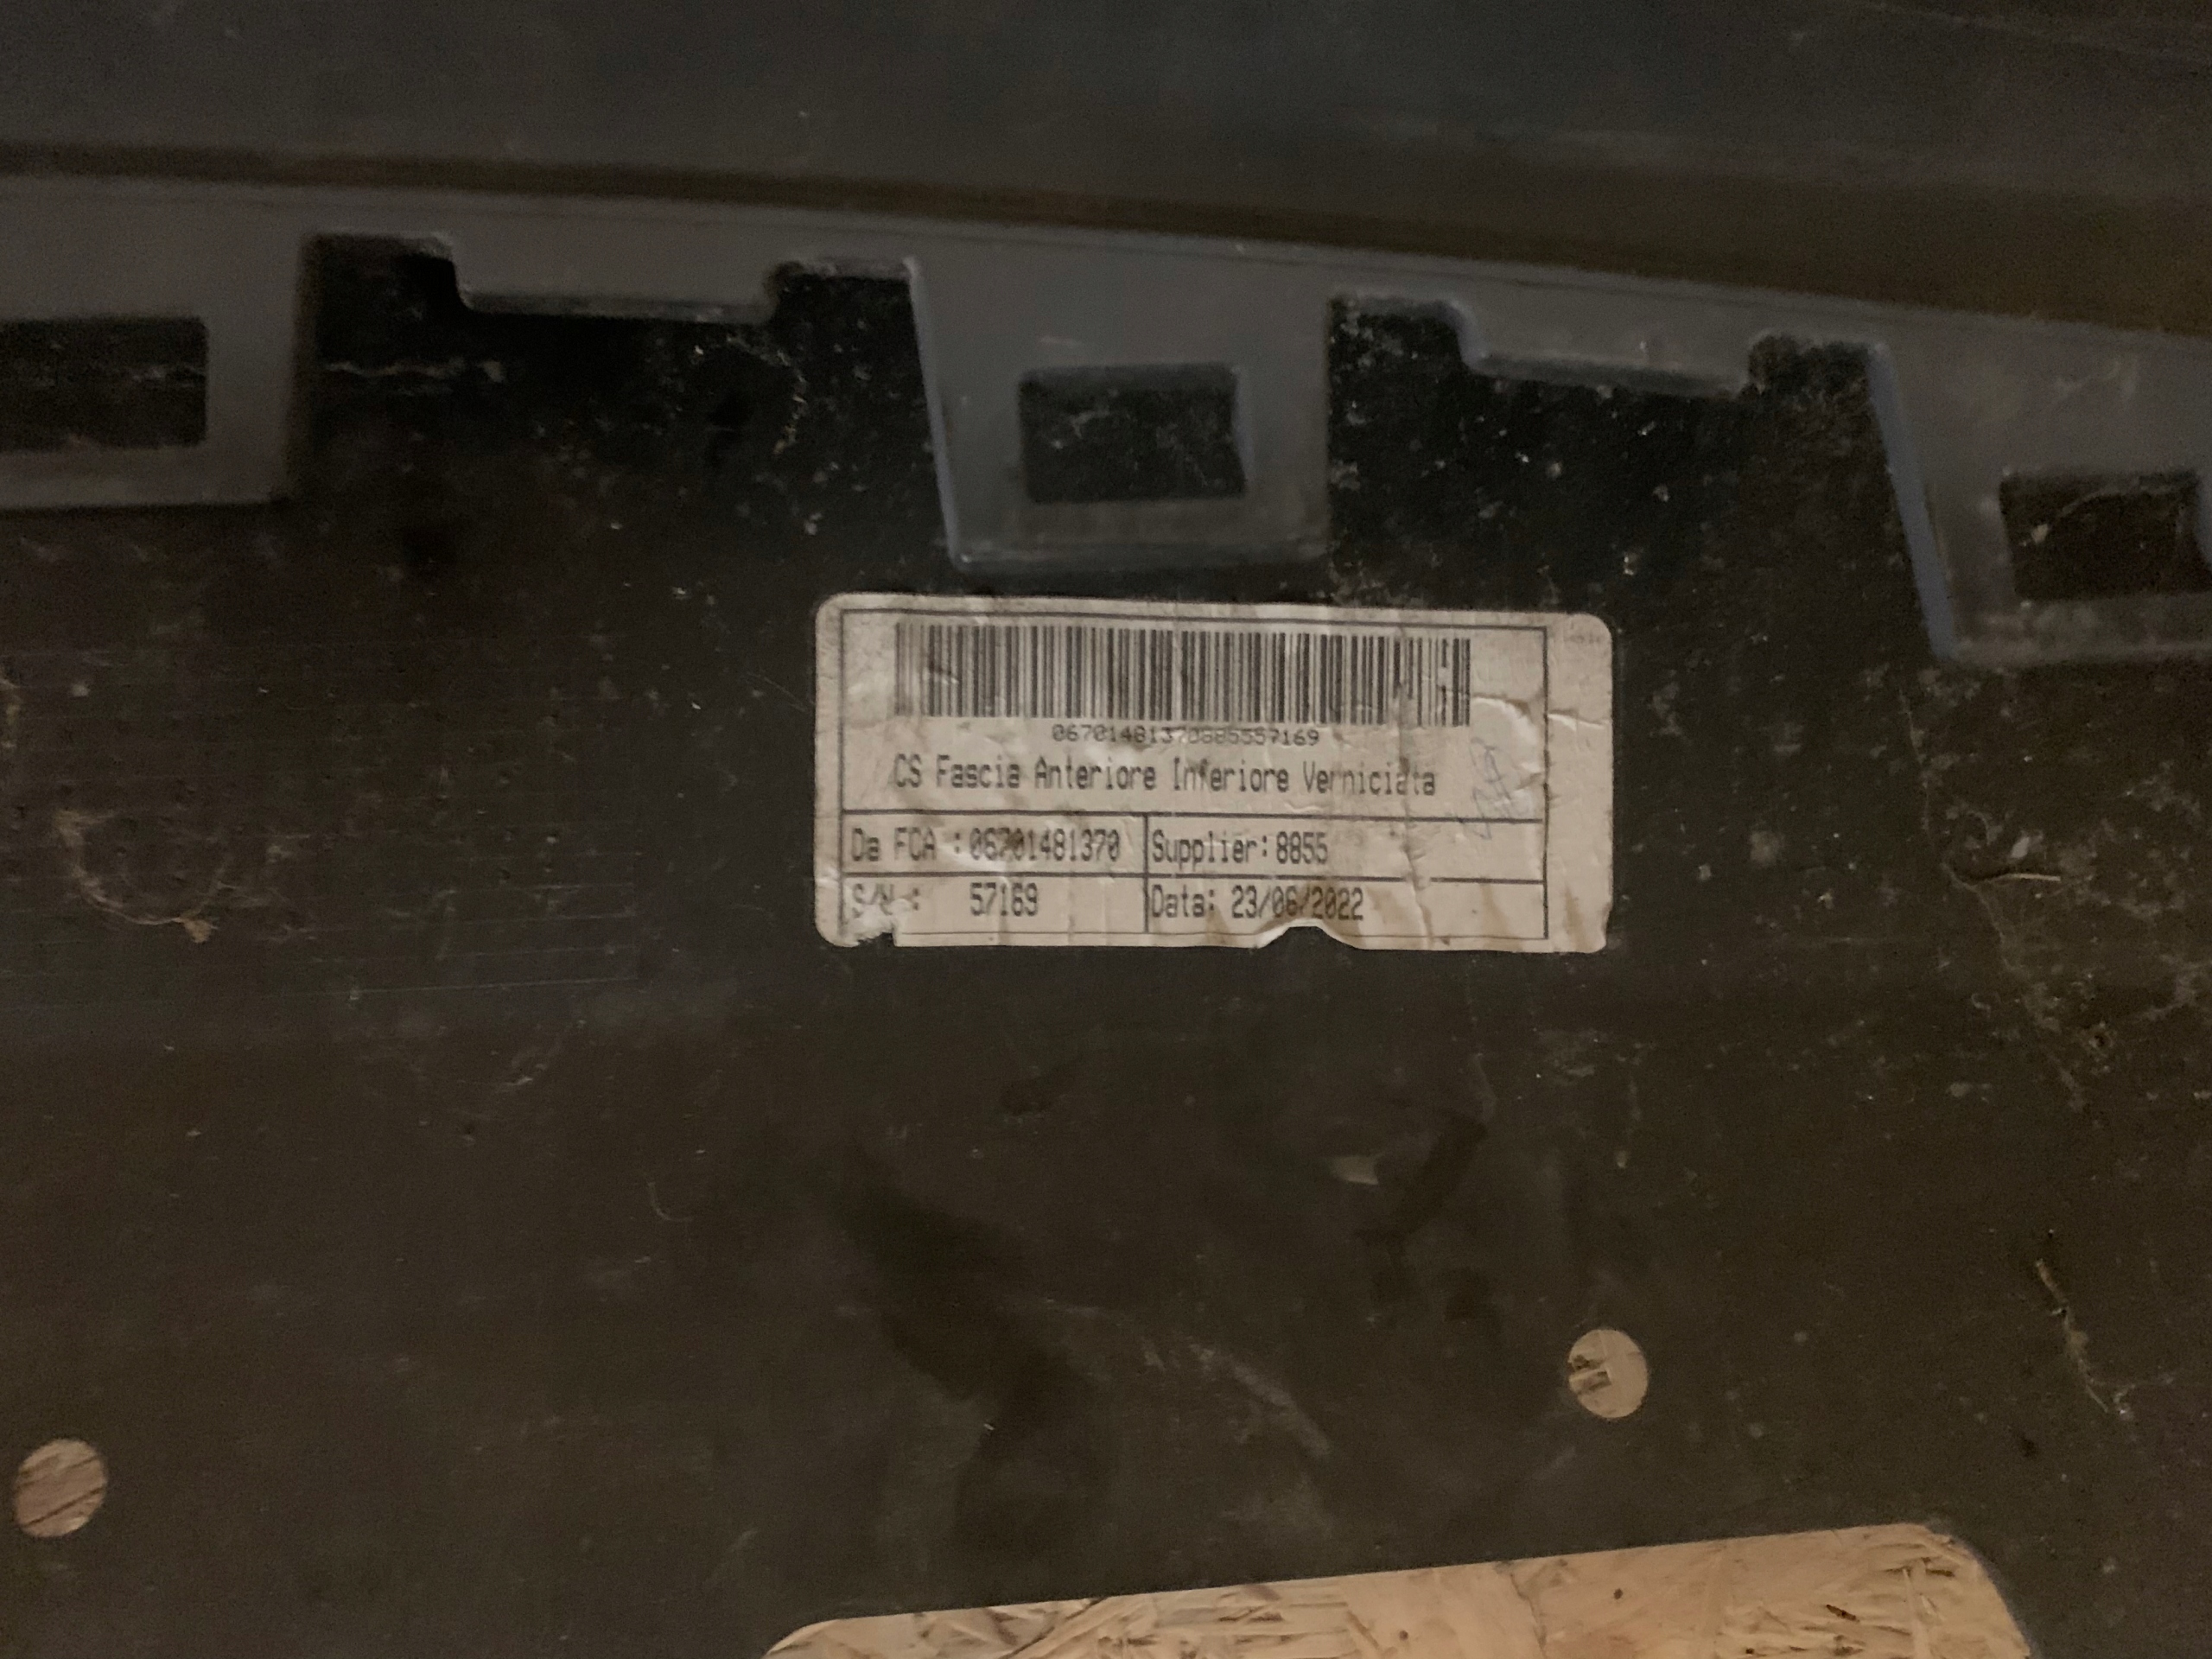 06701481370885557169
CS Fascia Anteriore Inferiore Verniciata
Da FCA : 06701481370
Supplier: 8855
S/N : 57169
Data: 23/06/2022